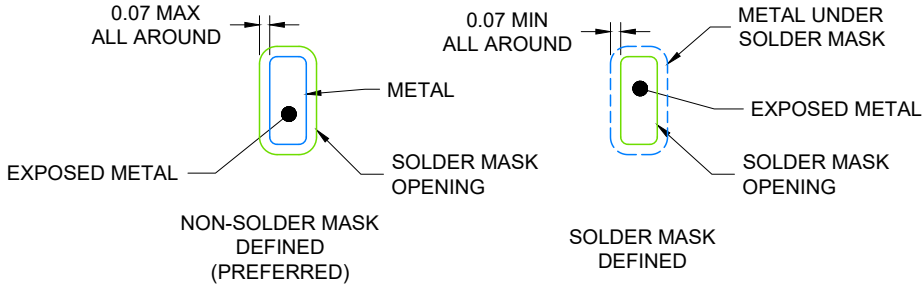 0.07 MAX
ALL AROUND
METAL
EXPOSED METAL
SOLDER MASK
OPENING
NON-SOLDER MASK
DEFINED
(PREFERRED)
0.07 MIN
ALL AROUND
METAL UNDER
SOLDER MASK
EXPOSED METAL
SOLDER MASK
OPENING
SOLDER MASK
DEFINED